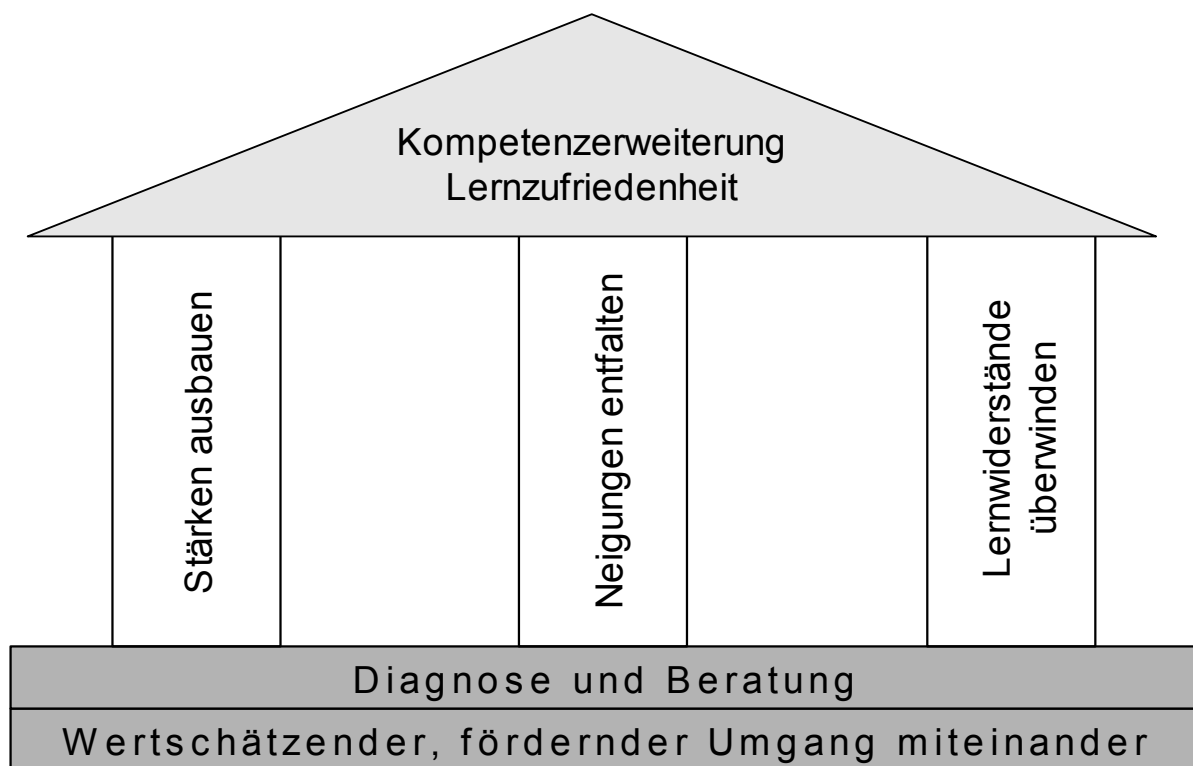 Kompetenzerweiterung
Lernzufriedenheit
Stärken ausbauen
Neigungen entfalten
Lernwiderstände
überwinden
Diagnose und Beratung
Wertschätzender, fördernder Umgang miteinander